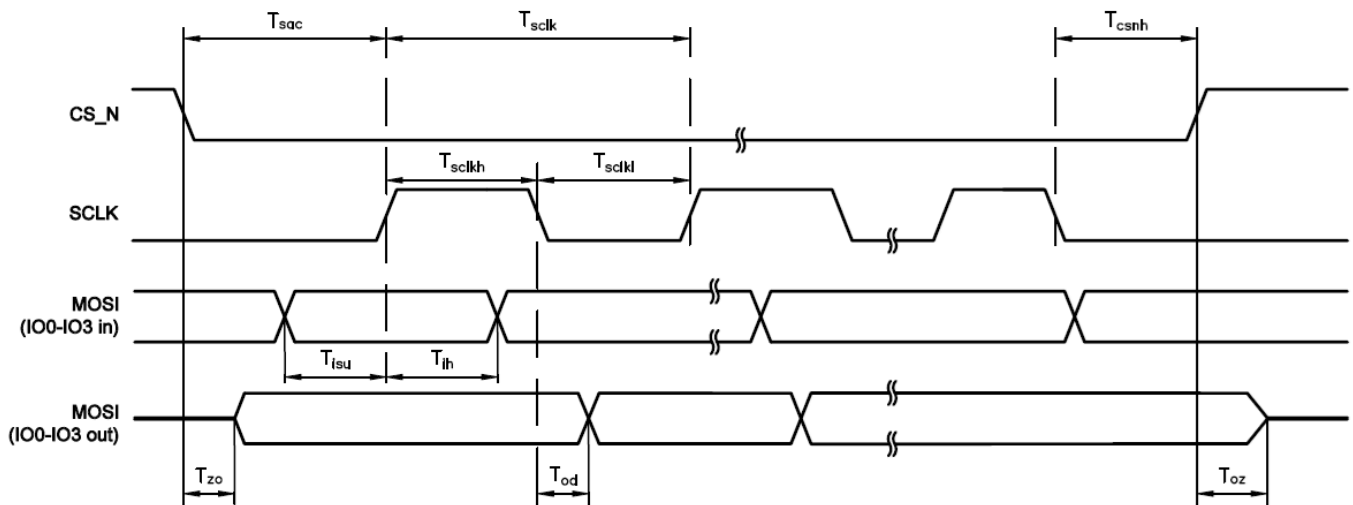 Tsac Tsclk Tcsnh
CS_N
Tsclkh Tsclkl
SCLK
MOSI
(IO0-IO3 in)
Tisu Tih
MOSI
(IO0-IO3 out)
Tzo Tod Toz